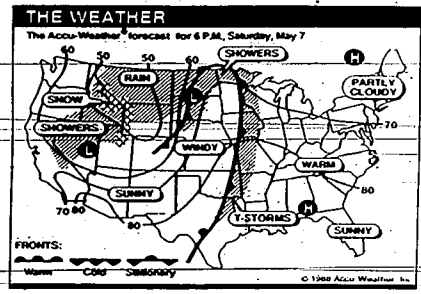 THE WEATHER
The Accu-Weather® forecast for 6 P.M., Saturday, May 7
60 50 50 60 SHOWERS
H
RAIN
PARTLY
CLOUDY
SNOW
L
SHOWERS
70
L
WINDY
WARM
SUNNY
80
70 80
80
T-STORMS
H
SUNNY
FRONTS:
Warm Cold Stationary
© 1988 Accu-Weather, Inc.